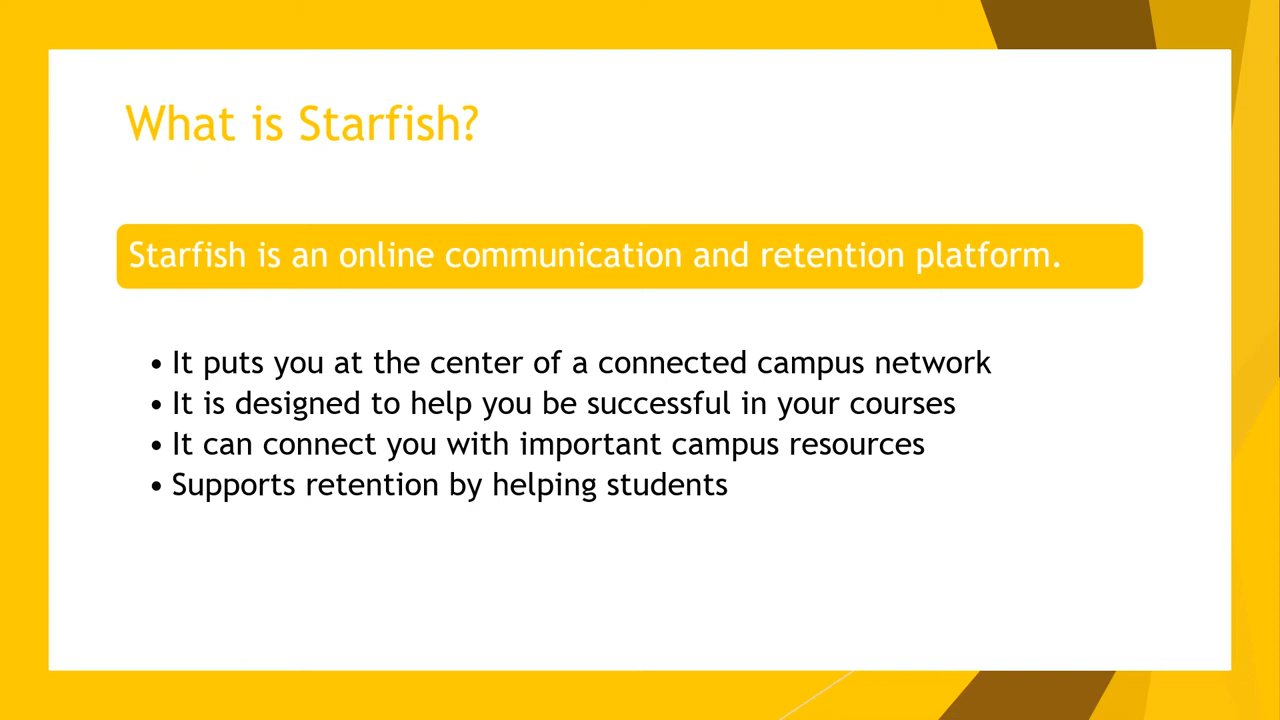 What is Starfish?
Starfish is an online communication and retention platform.
• It puts you at the center of a connected campus network
• It is designed to help you be successful in your courses
• It can connect you with important campus resources
• Supports retention by helping students